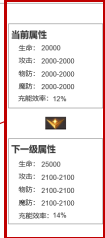 当前属性
生命: 20000
攻击: 2000-2000
物防: 2000-2000
魔防: 2000-2000
充能效率: 12%
下一级属性
生命: 25000
攻击: 2100-2100
物防: 2100-2100
魔防: 2100-2100
充能效率: 14%